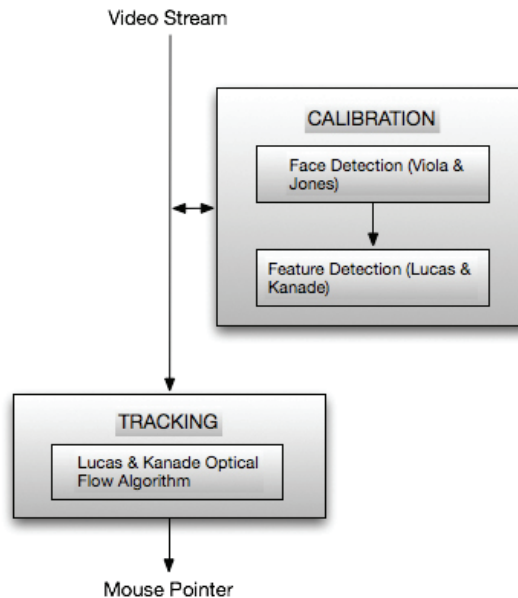 Video Stream
CALIBRATION
Face Detection (Viola &
Jones)
Feature Detection (Lucas &
Kanade)
TRACKING
Lucas & Kanade Optical
Flow Algorithm
Mouse Pointer